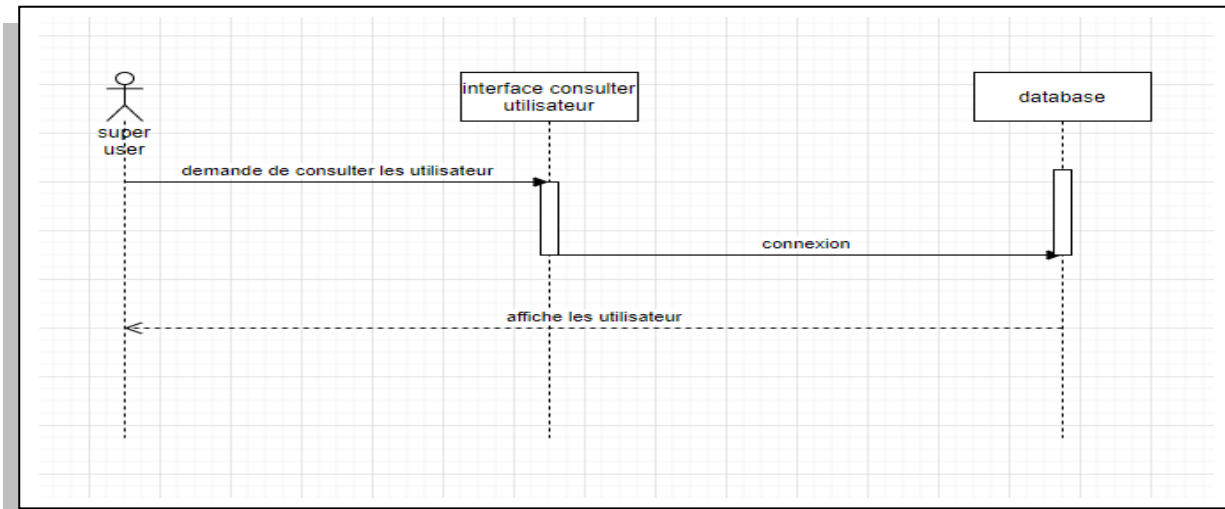 interface consulter
utilisateur
database
super
user
demande de consulter les utilisateur
connexion
affiche les utilisateur